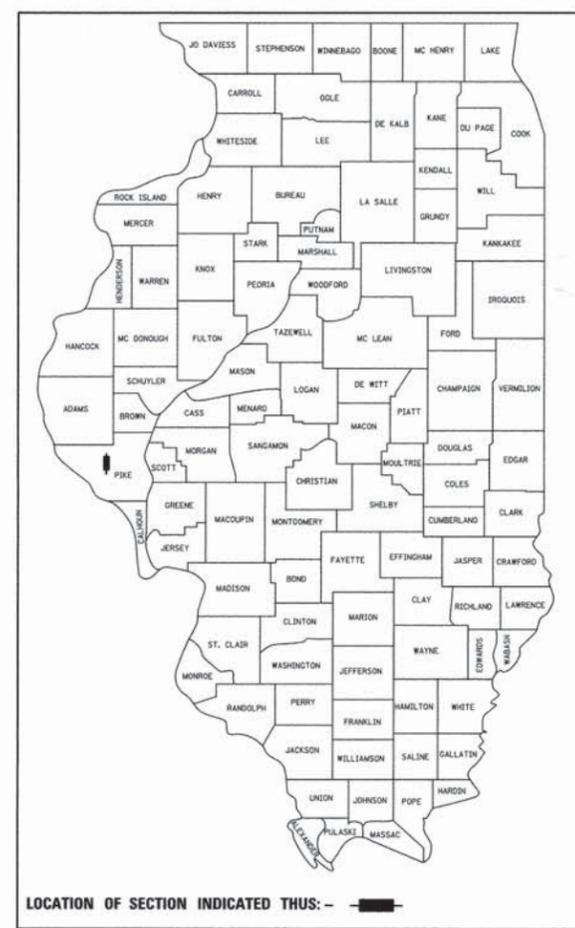 JO DAVIESS STEPHENSON WINNEBAGO BOONE MC HENRY LAKE
CARROLL OGLE DE KALB KANE DU PAGE COOK
WHITESIDE LEE
KENDALL WILL
ROCK ISLAND HENRY BUREAU LA SALLE GRUNDY
MERCER PUTNAM
STARK MARSHALL KANKAKEE
HENDERSON WARREN KNOX PEORIA WOODFORD LIVINGSTON
IROQUOIS
HANCOCK MC DONOUGH FULTON TAZEWELL MC LEAN FORD
MASON
SCHUYLER LOGAN DE WITT CHAMPAIGN VERMILION
ADAMS BROWN CASS MENARD MACON PIATT
PIKE SCOTT MORGAN SANGAMON MOULTRIE DOUGLAS EDGAR
CHRISTIAN COLES
CALHOUN GREENE MACOUPIN MONTGOMERY SHELBY CUMBERLAND CLARK
JERSEY FAYETTE EFFINGHAM JASPER CRAWFORD
MADISON BOND
CLAY RICHLAND LAWRENCE
CLINTON MARION
ST. CLAIR WAYNE EDWARDS WABASH
WASHINGTON JEFFERSON
MONROE
RANDOLPH PERRY HAMILTON WHITE
FRANKLIN
JACKSON WILLIAMSON SALINE GALLATIN
UNION JOHNSON POPE HARDIN
ALEXANDER PULASKI MASSAC
LOCATION OF SECTION INDICATED THUS: -